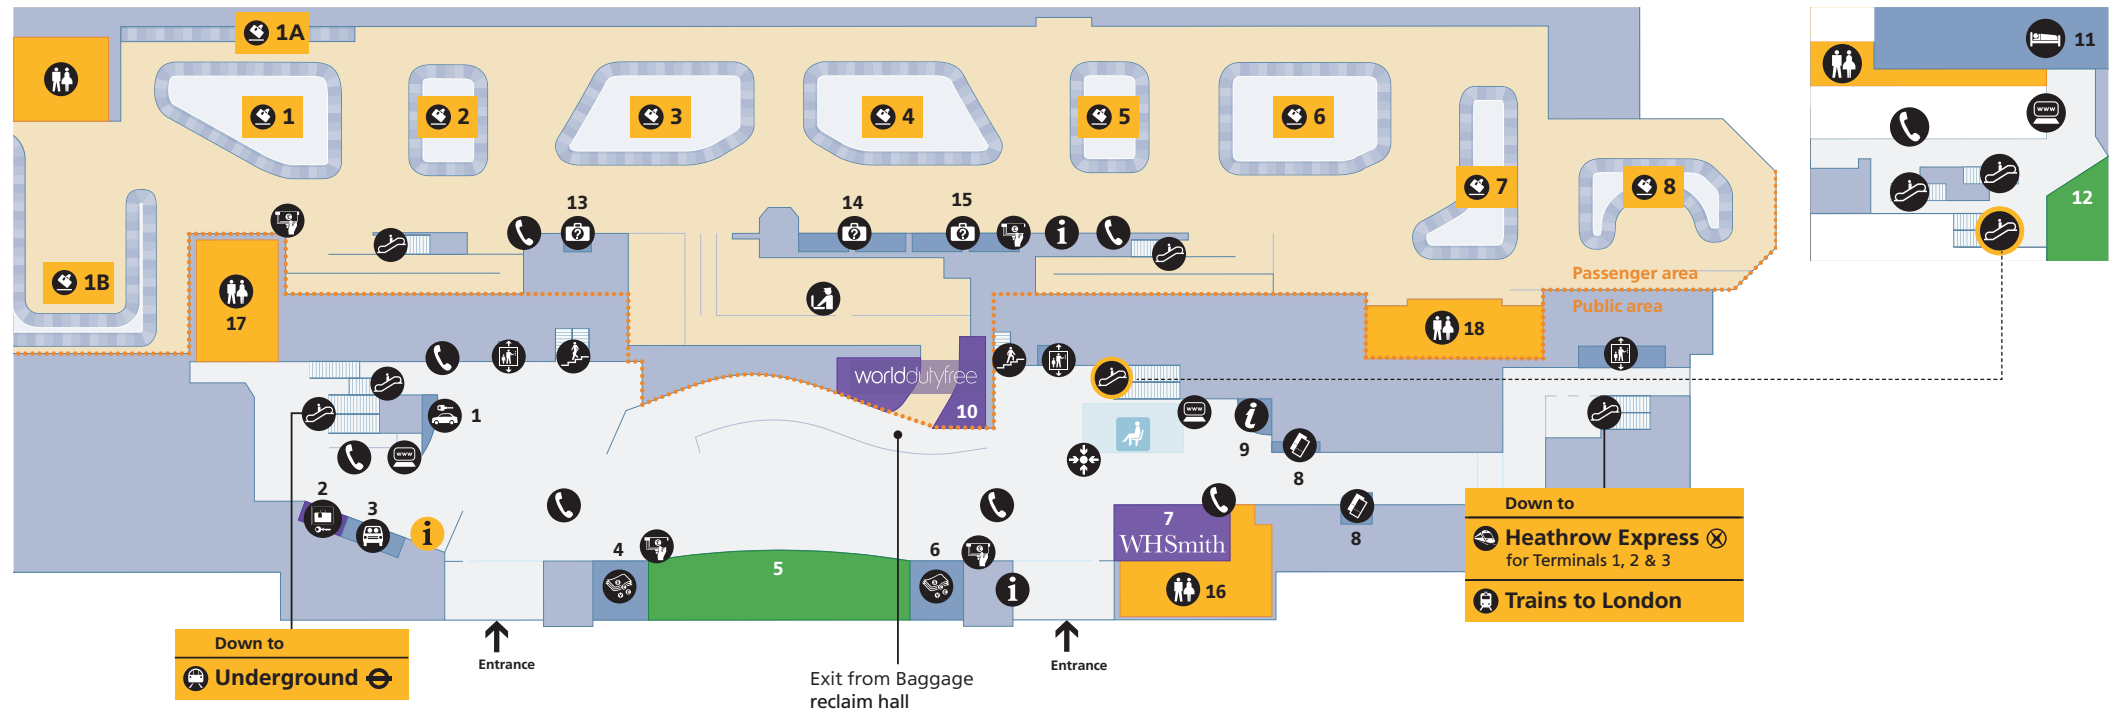 1A
11
1
2
3
4
5
6
7
8
www
12
13
14
15
i
1B
Passenger area
Public area
17
18
worlddutyfree
10
1
www
www
i
9
8
2
3
i
7
WHSmith
8
4
5
6
i
16
Down to
Heathrow Express
for Terminals 1, 2 & 3
Trains to London
Down to
Underground
Entrance
Entrance
Exit from Baggage
reclaim hall